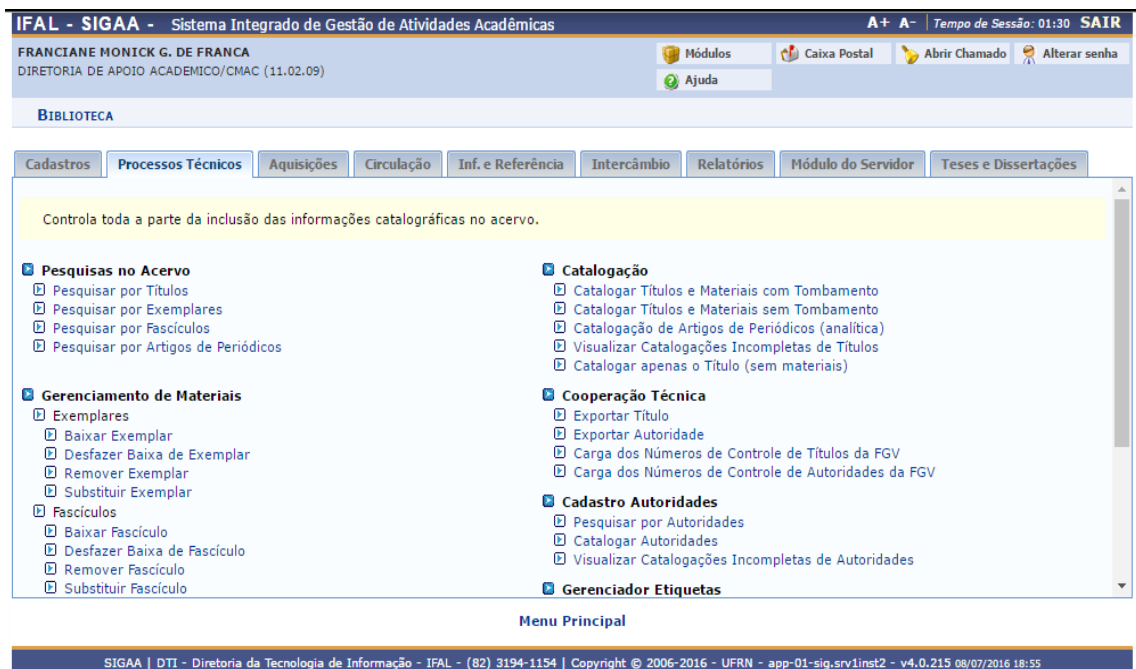 IFAL - SIGAA - Sistema Integrado de Gestão de Atividades Acadêmicas A+ A- | Tempo de Sessão: 01:30 SAIR
FRANCIANE MONICK G. DE FRANCA
DIRETORIA DE APOIO ACADEMICO/CMAC (11.02.09)
Módulos Caixa Postal Abrir Chamado Alterar senha
Ajuda
BIBLIOTECA
Cadastros Processos Técnicos Aquisições Circulação Inf. e Referência Intercâmbio Relatórios Módulo do Servidor Teses e Dissertações
Controla toda a parte da inclusão das informações catalográficas no acervo.
Pesquisas no Acervo
Pesquisar por Títulos
Pesquisar por Exemplares
Pesquisar por Fascículos
Pesquisar por Artigos de Periódicos
Gerenciamento de Materiais
Exemplares
Baixar Exemplar
Desfazer Baixa de Exemplar
Remover Exemplar
Substituir Exemplar
Fascículos
Baixar Fascículo
Desfazer Baixa de Fascículo
Remover Fascículo
Substituir Fascículo
Catalogação
Catalogar Títulos e Materiais com Tombamento
Catalogar Títulos e Materiais sem Tombamento
Catalogação de Artigos de Periódicos (analítica)
Visualizar Catalogações Incompletas de Títulos
Catalogar apenas o Título (sem materiais)
Cooperação Técnica
Exportar Título
Exportar Autoridade
Carga dos Números de Controle de Títulos da FGV
Carga dos Números de Controle de Autoridades da FGV
Cadastro Autoridades
Pesquisar por Autoridades
Catalogar Autoridades
Visualizar Catalogações Incompletas de Autoridades
Gerenciador Etiquetas
Menu Principal
SIGAA | DTI - Diretoria da Tecnologia de Informação - IFAL - (82) 3194-1154 | Copyright © 2006-2016 - UFRN - app-01-sig.srv1inst2 - v4.0.215 08/07/2016 18:55